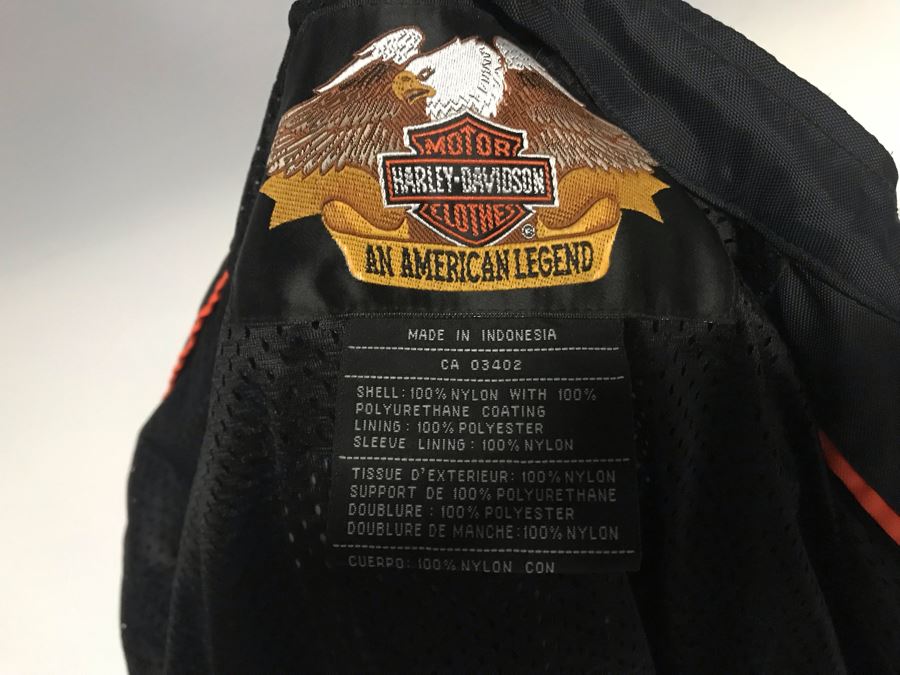 MOTOR
HARLEY-DAVIDSON
CLOTHES
®
AN AMERICAN LEGEND
MADE IN INDONESIA
CA 03402
SHELL: 100% NYLON WITH 100%
POLYURETHANE COATING
LINING: 100% POLYESTER
SLEEVE LINING: 100% NYLON
TISSUE D'EXTERIEUR: 100% NYLON
SUPPORT DE 100% POLYURETHANE
DOUBLURE: 100% POLYESTER
DOUBLURE DE MANCHE: 100% NYLON
CUERPO: 100% NYLON CON